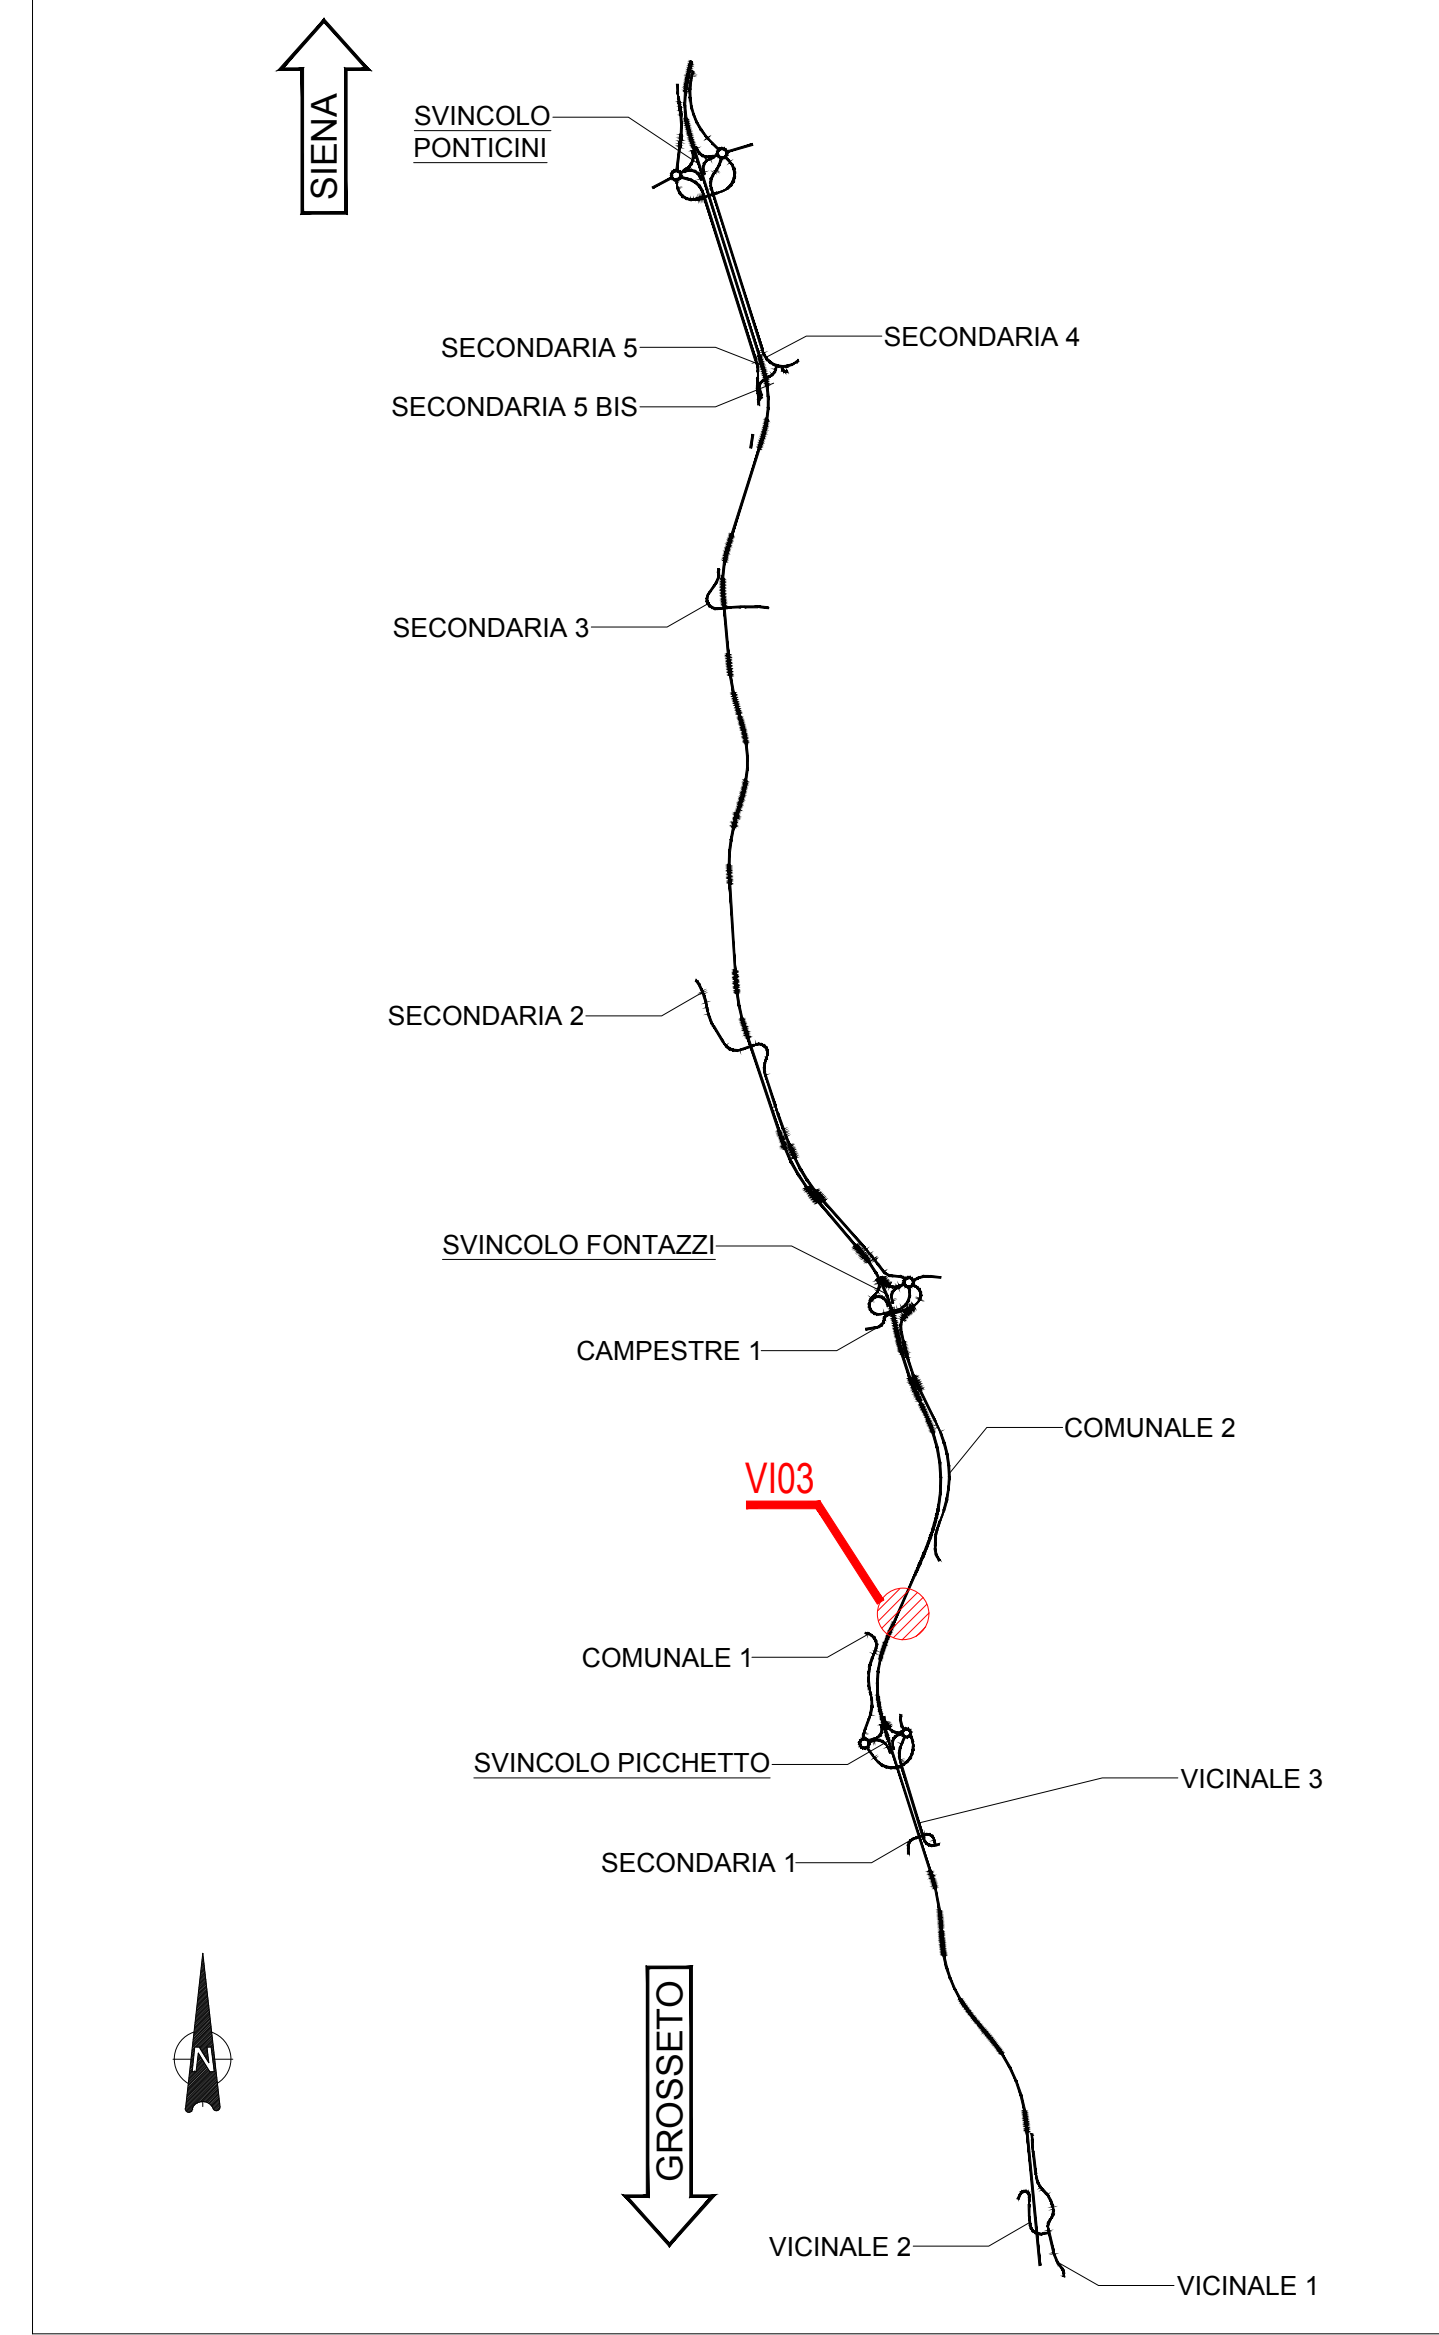 SIENA
SVINCOLO
PONTICINI
SECONDARIA 4
SECONDARIA 5
SECONDARIA 5 BIS
SECONDARIA 3
SECONDARIA 2
SVINCOLO FONTAZZI
CAMPESTRE 1
COMUNALE 2
VI03
COMUNALE 1
SVINCOLO PICCHETTO
VICINALE 3
SECONDARIA 1
GROSSETO
N
VICINALE 2
VICINALE 1